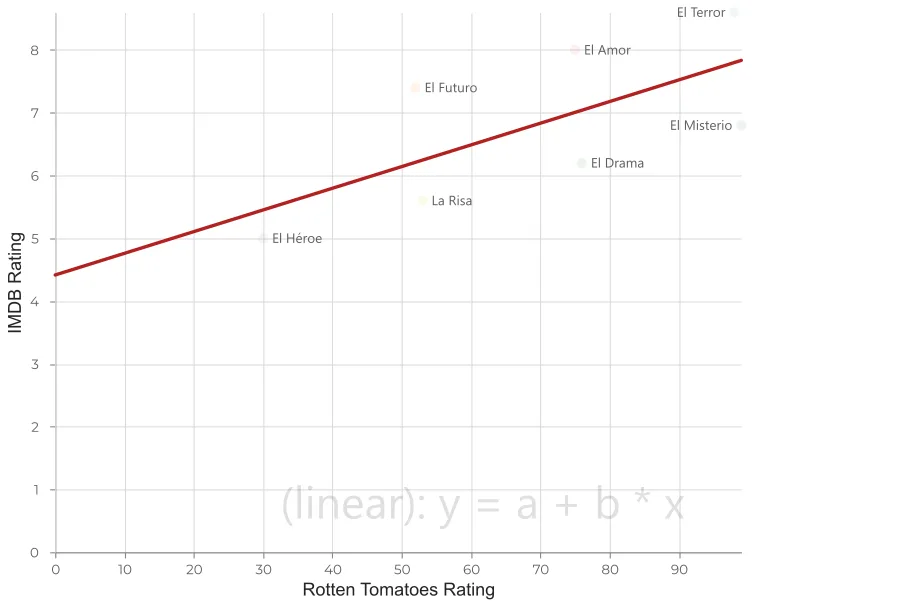 El Terror
8
El Amor
El Futuro
7
El Misterio
El Drama
6
La Risa
5
El Héroe
IMDB Rating
4
3
2
1
(linear): y = a + b * x
0
0 10 20 30 40 50 60 70 80 90
Rotten Tomatoes Rating